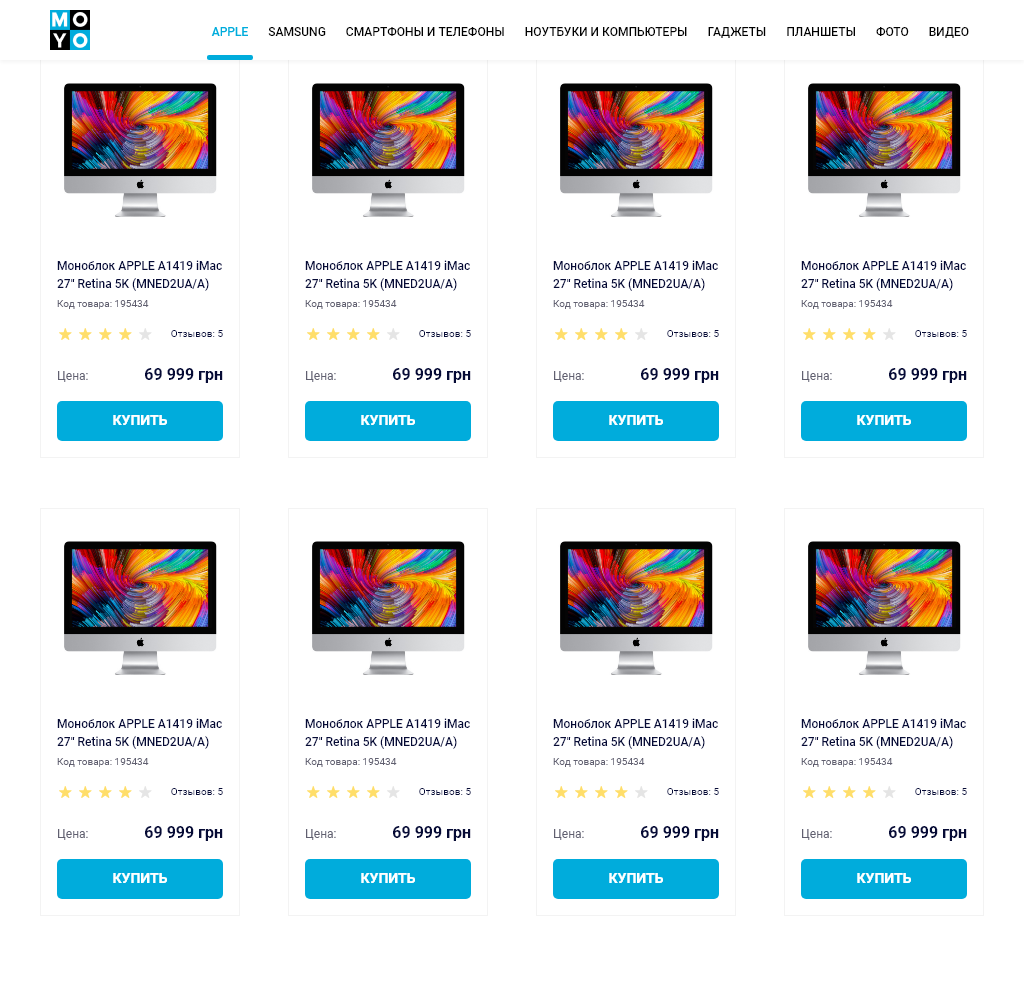 MO
YO
APPLE SAMSUNG СМАРТФОНЫ И ТЕЛЕФОНЫ НОУТБУКИ И КОМПЬЮТЕРЫ ГАДЖЕТЫ ПЛАНШЕТЫ ФОТО ВИДЕО
Моноблок APPLE A1419 iMac
27" Retina 5K (MNED2UA/A)
Код товара: 195434
Отзывов: 5
Цена: 69 999 грн
КУПИТЬ
Моноблок APPLE A1419 iMac
27" Retina 5K (MNED2UA/A)
Код товара: 195434
Отзывов: 5
Цена: 69 999 грн
КУПИТЬ
Моноблок APPLE A1419 iMac
27" Retina 5K (MNED2UA/A)
Код товара: 195434
Отзывов: 5
Цена: 69 999 грн
КУПИТЬ
Моноблок APPLE A1419 iMac
27" Retina 5K (MNED2UA/A)
Код товара: 195434
Отзывов: 5
Цена: 69 999 грн
КУПИТЬ
Моноблок APPLE A1419 iMac
27" Retina 5K (MNED2UA/A)
Код товара: 195434
Отзывов: 5
Цена: 69 999 грн
КУПИТЬ
Моноблок APPLE A1419 iMac
27" Retina 5K (MNED2UA/A)
Код товара: 195434
Отзывов: 5
Цена: 69 999 грн
КУПИТЬ
Моноблок APPLE A1419 iMac
27" Retina 5K (MNED2UA/A)
Код товара: 195434
Отзывов: 5
Цена: 69 999 грн
КУПИТЬ
Моноблок APPLE A1419 iMac
27" Retina 5K (MNED2UA/A)
Код товара: 195434
Отзывов: 5
Цена: 69 999 грн
КУПИТЬ